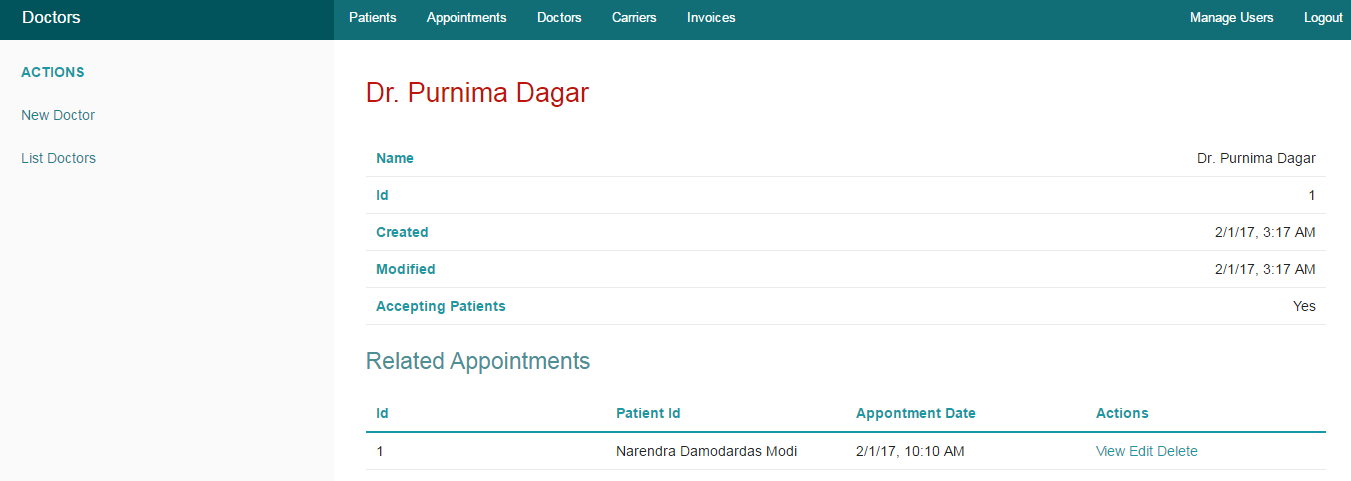 Doctors Patients Appointments Doctors Carriers Invoices Manage Users Logout
ACTIONS
New Doctor
List Doctors
Dr. Purnima Dagar
Name Dr. Purnima Dagar
Id 1
Created 2/1/17, 3:17 AM
Modified 2/1/17, 3:17 AM
Accepting Patients Yes
Related Appointments
Id Patient Id Appontment Date Actions
1 Narendra Damodardas Modi 2/1/17, 10:10 AM View Edit Delete